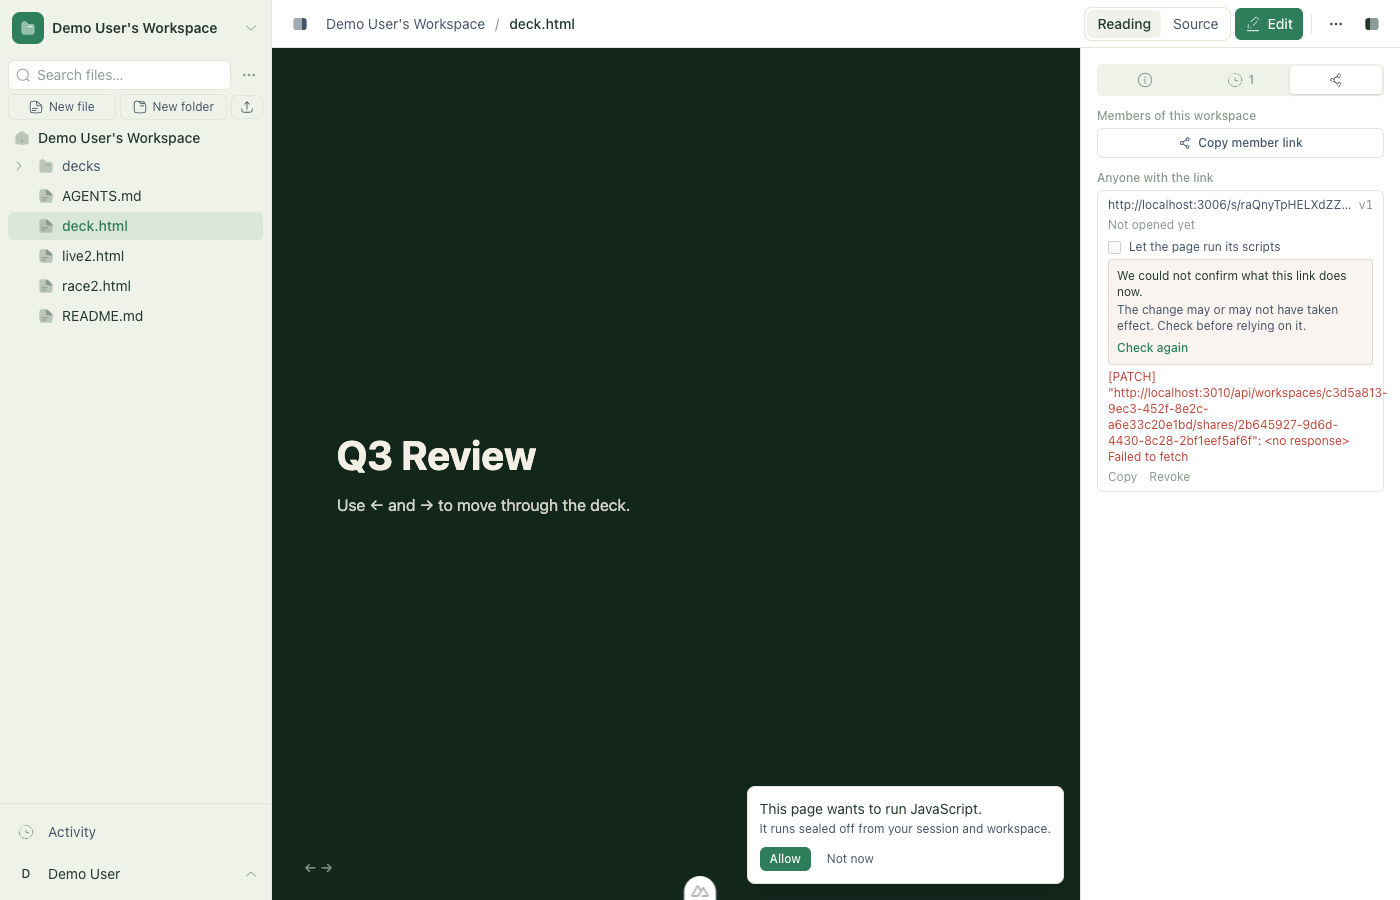 Demo User's Workspace
Search files...
New file
New folder
Demo User's Workspace
decks
AGENTS.md
deck.html
live2.html
race2.html
README.md
Activity
D Demo User
Demo User's Workspace / deck.html
Reading
Source
Edit
Q3 Review
Use ← and → to move through the deck.
← →
This page wants to run JavaScript.
It runs sealed off from your session and workspace.
Allow
Not now
1
Members of this workspace
Copy member link
Anyone with the link
http://localhost:3006/s/raQnyTpHELXdZZ... v1
Not opened yet
Let the page run its scripts
We could not confirm what this link does
now.
The change may or may not have taken
effect. Check before relying on it.
Check again
[PATCH]
"http://localhost:3010/api/workspaces/c3d5a813-
9ec3-452f-8e2c-
a6e33c20e1bd/shares/2b645927-9d6d-
4430-8c28-2bf1eef5af6f": <no response>
Failed to fetch
Copy
Revoke